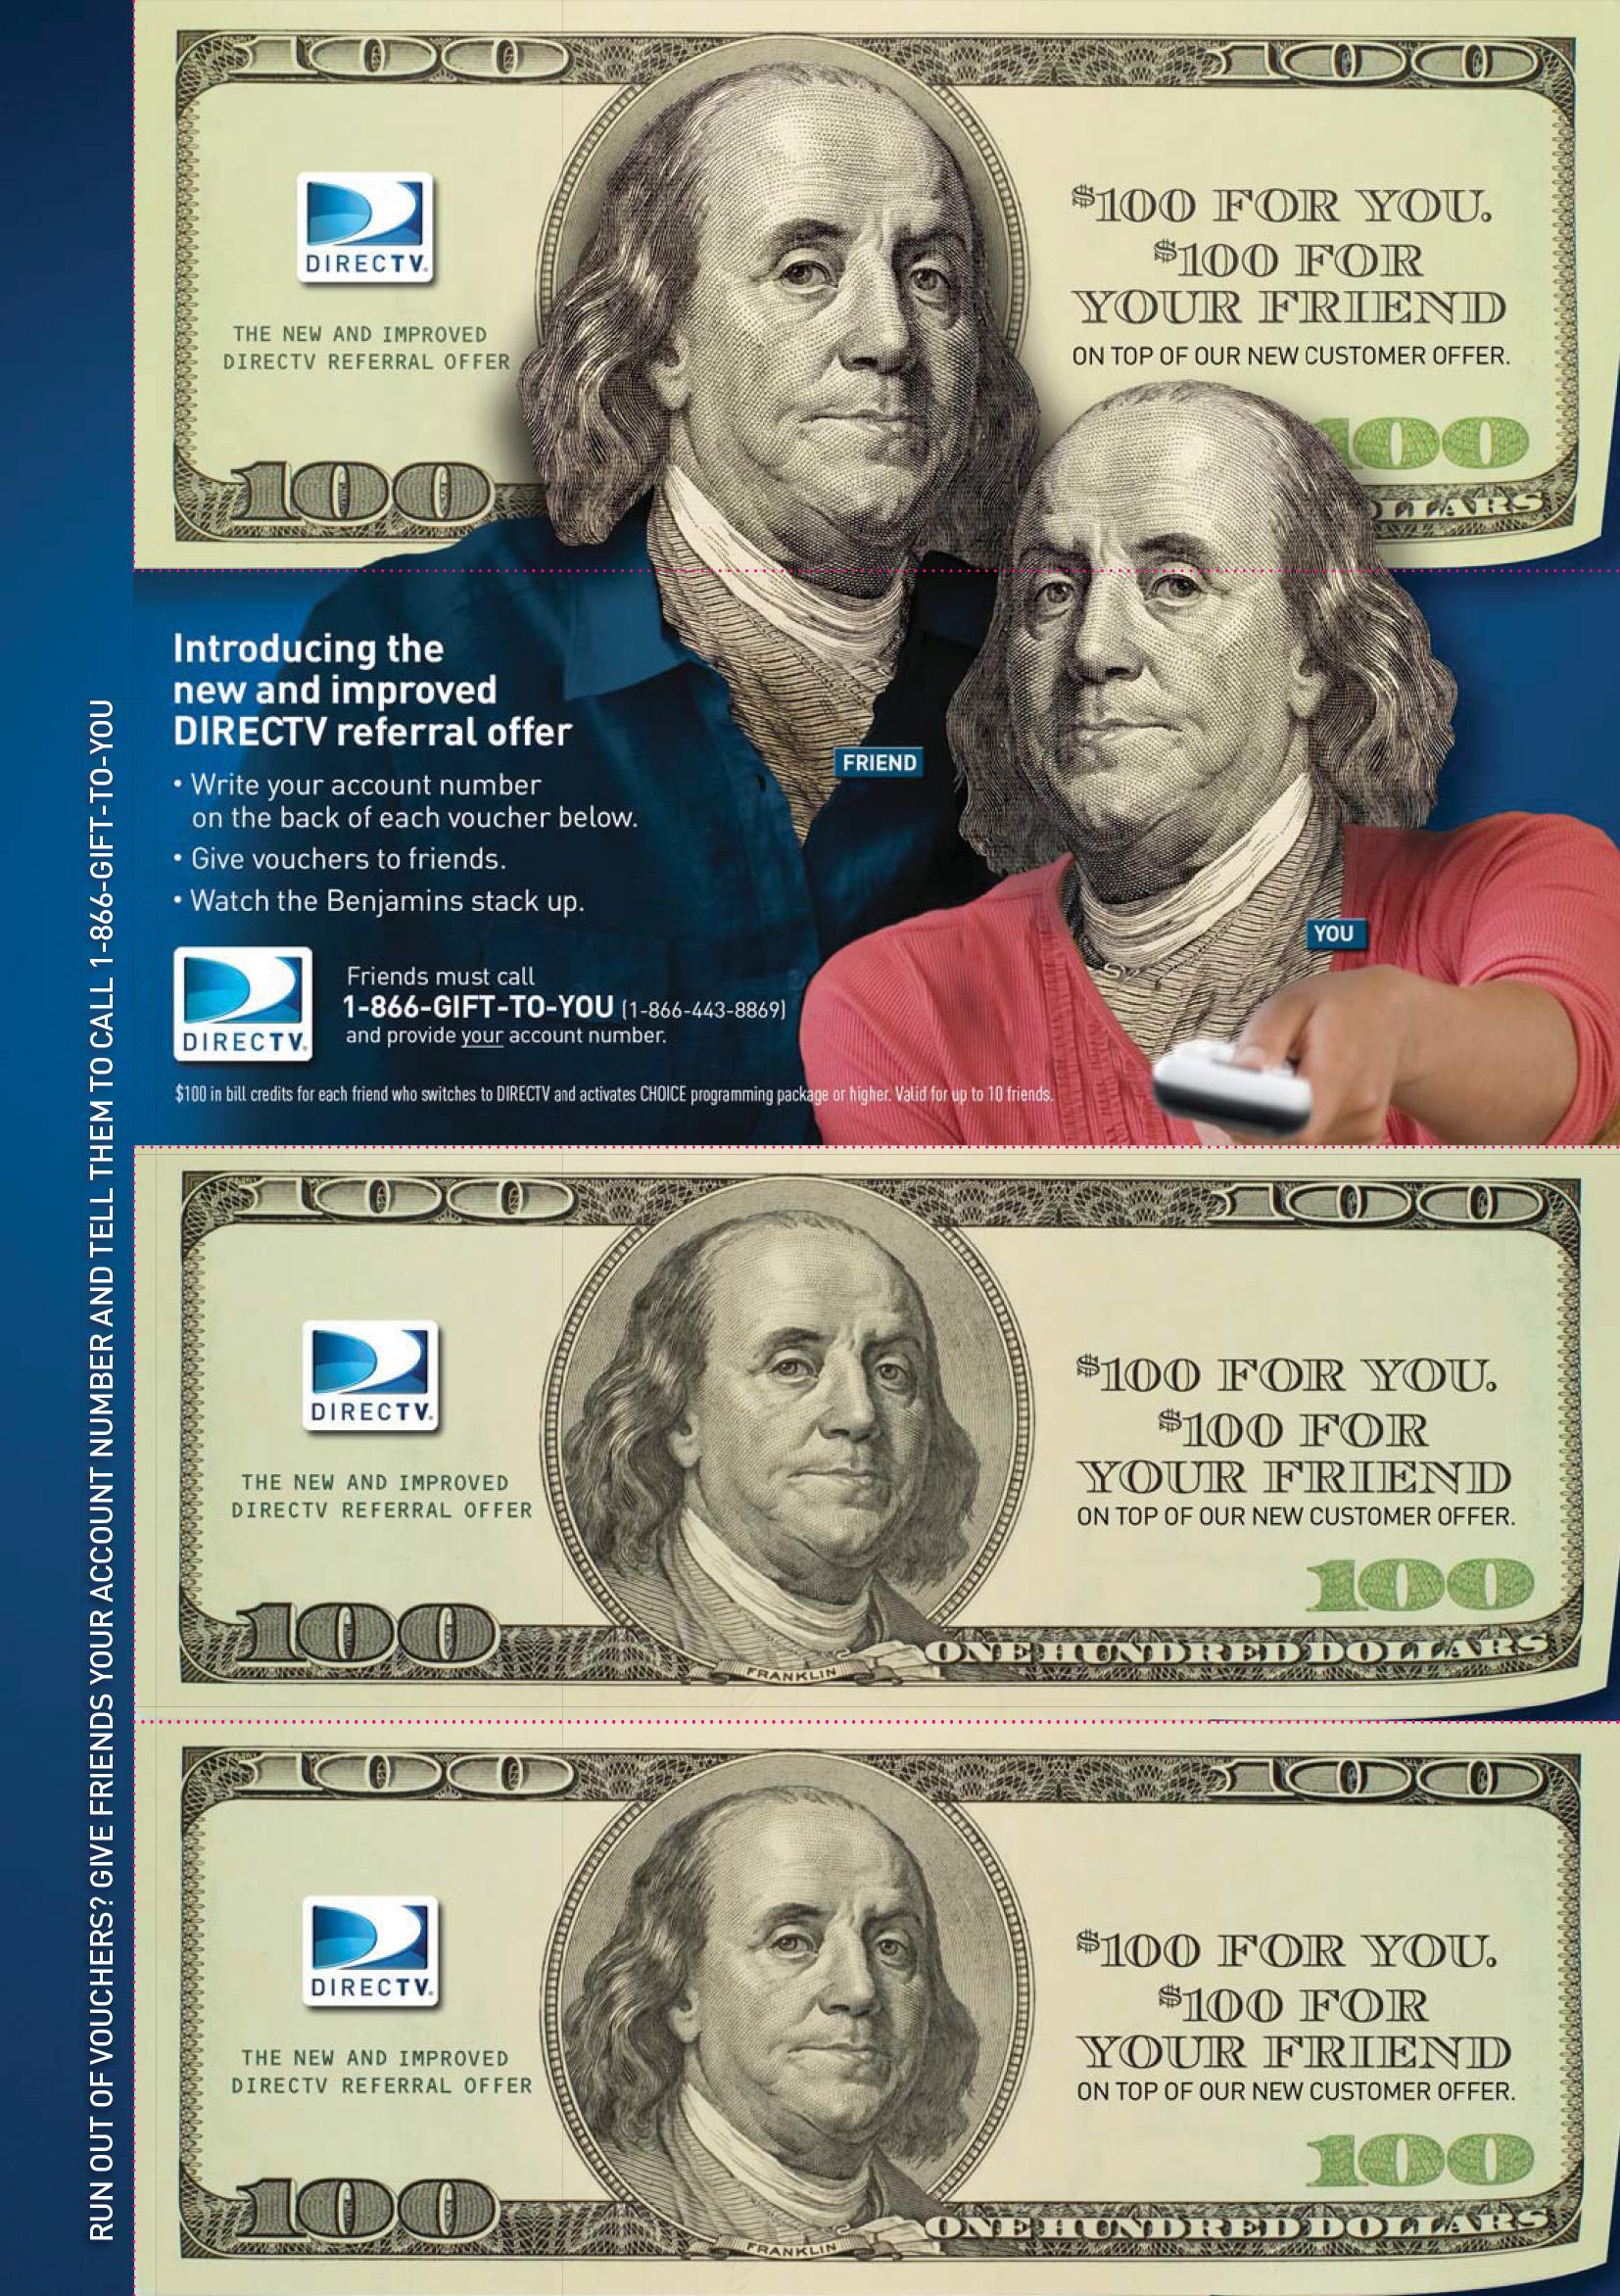 100
100
DIRECTV
THE NEW AND IMPROVED
DIRECTV REFERRAL OFFER
$100 FOR YOU.
$100 FOR
YOUR FRIEND
ON TOP OF OUR NEW CUSTOMER OFFER.
100
100
Introducing the
new and improved
DIRECTV referral offer
• Write your account number
on the back of each voucher below.
• Give vouchers to friends.
• Watch the Benjamins stack up.
FRIEND
YOU
DIRECTV
Friends must call
1-866-GIFT-TO-YOU (1-866-443-8869)
and provide your account number.
$100 in bill credits for each friend who switches to DIRECTV and activates CHOICE programming package or higher. Valid for up to 10 friends.
RUN OUT OF VOUCHERS? GIVE FRIENDS YOUR ACCOUNT NUMBER AND TELL THEM TO CALL 1-866-GIFT-TO-YOU
100
100
DIRECTV
THE NEW AND IMPROVED
DIRECTV REFERRAL OFFER
$100 FOR YOU.
$100 FOR
YOUR FRIEND
ON TOP OF OUR NEW CUSTOMER OFFER.
100
100
ONE HUNDRED DOLLARS
FRANKLIN
100
100
DIRECTV
THE NEW AND IMPROVED
DIRECTV REFERRAL OFFER
$100 FOR YOU.
$100 FOR
YOUR FRIEND
ON TOP OF OUR NEW CUSTOMER OFFER.
100
100
ONE HUNDRED DOLLARS
FRANKLIN